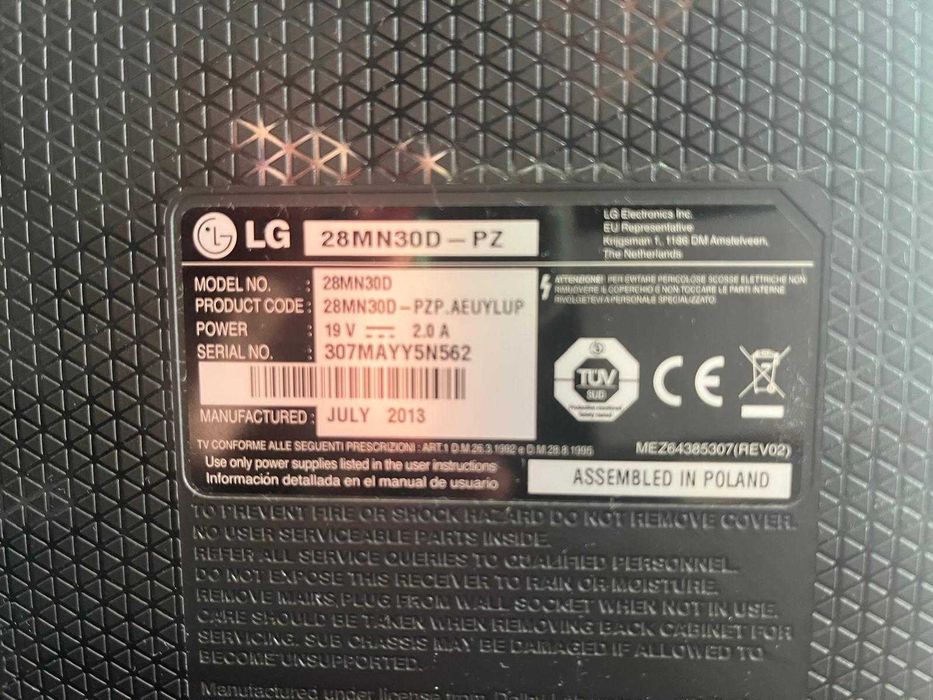 LG 28MN30D-PZ
LG Electronics Inc.
EU Representative
Krijgsman 1, 1186 DM Amstelveen,
The Netherlands
MODEL NO. : 28MN30D
PRODUCT CODE : 28MN30D-PZP.AEUYLUP
POWER : 19 V 2.0 A
SERIAL NO. : 307MAYY5N562
MANUFACTURED : JULY 2013
ATTENZIONE! PER EVITARE PERICOLOSE SCOSSE ELETTRICHE NON
RIMUOVERE IL COPERCHIO E NON TOCCARE LE PARTI INTERNE
RIVOLGETEVI A PERSONALE SPECIALIZZATO
TÜV
SÜD
CE
TV CONFORME ALLE SEGUENTI PRESCRIZIONI : ART.1 D.M.26.3.1992 e D.M.28.8.1995
MEZ64385307(REV02)
Use only power supplies listed in the user instructions
Información detallada en el manual de usuario
ASSEMBLED IN POLAND
TO PREVENT FIRE OR SHOCK HAZARD DO NOT REMOVE COVER.
NO USER SERVICEABLE PARTS INSIDE.
REFER ALL SERVICE QUERIES TO QUALIFIED PERSONNEL.
DO NOT EXPOSE THIS RECEIVER TO RAIN OR MOISTURE.
REMOVE MAINS PLUG FROM WALL SOCKET WHEN NOT IN USE.
CARE SHOULD BE TAKEN WHEN REMOVING BACK CABINET FOR
SERVICING. SUB CHASSIS MAY BE DAMAGED IF ALLOWED TO
BECOME UNSUPPORTED.
Manufactured under license from Dolby